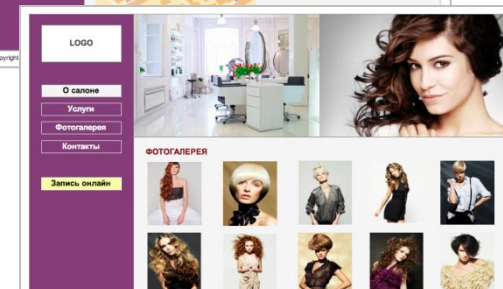 LOGO
О салоне
Услуги
Фотогалерея
Контакты
Запись онлайн
ФОТОГАЛЕРЕЯ